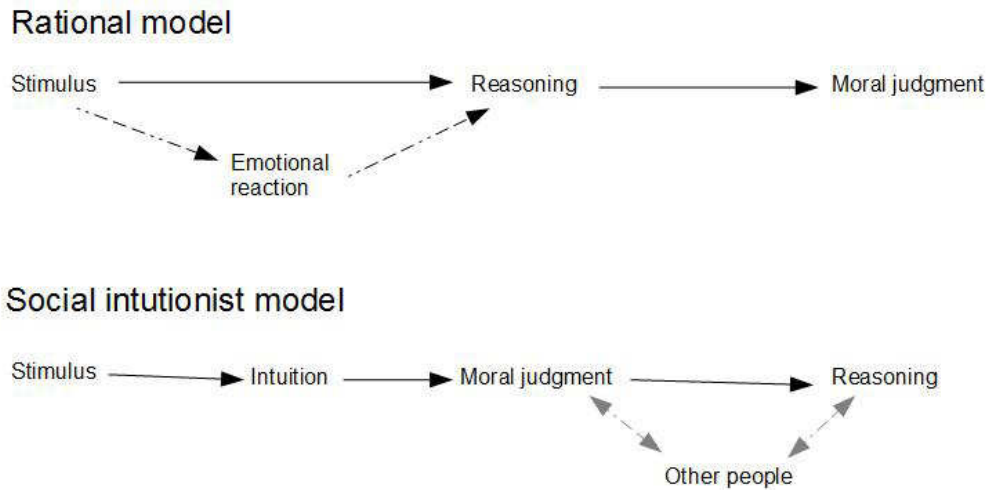 Rational model
Stimulus
Reasoning
Moral judgment
Emotional
reaction
Social intutionist model
Stimulus
Intuition
Moral judgment
Reasoning
Other people